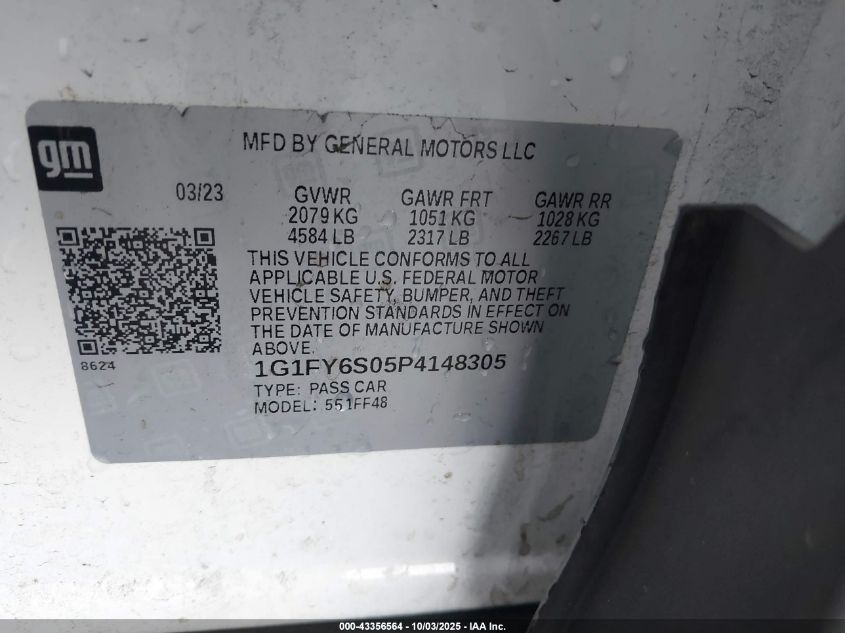 gm
MFD BY GENERAL MOTORS LLC
03/23 GVWR GAWR FRT GAWR RR
2079 KG 1051 KG 1028 KG
4584 LB 2317 LB 2267 LB
THIS VEHICLE CONFORMS TO ALL
APPLICABLE U.S. FEDERAL MOTOR
VEHICLE SAFETY, BUMPER, AND THEFT
PREVENTION STANDARDS IN EFFECT ON
THE DATE OF MANUFACTURE SHOWN
ABOVE.
8624
1G1FY6S05P4148305
TYPE: PASS CAR
MODEL: 551FF48
000-43356564 - 10/03/2025 - IAA Inc.